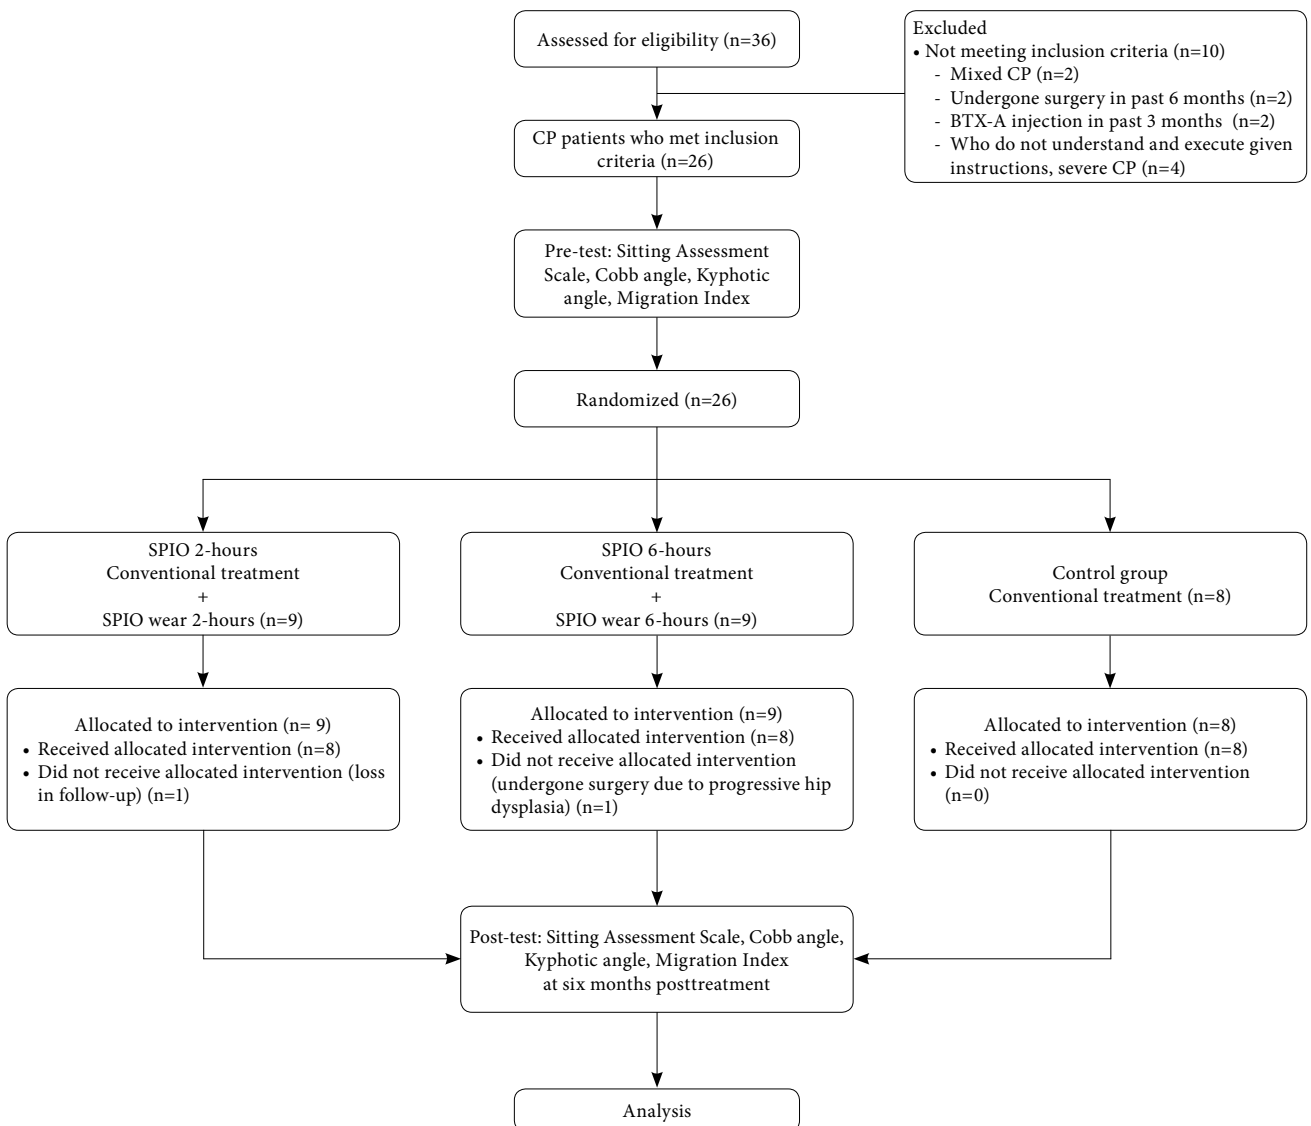 Assessed for eligibility (n=36)
Excluded
• Not meeting inclusion criteria (n=10)
- Mixed CP (n=2)
- Undergone surgery in past 6 months (n=2)
- BTX-A injection in past 3 months (n=2)
- Who do not understand and execute given
instructions, severe CP (n=4)
CP patients who met inclusion
criteria (n=26)
Pre-test: Sitting Assessment
Scale, Cobb angle, Kyphotic
angle, Migration Index
Randomized (n=26)
SPIO 2-hours
Conventional treatment
+
SPIO wear 2-hours (n=9)
SPIO 6-hours
Conventional treatment
+
SPIO wear 6-hours (n=9)
Control group
Conventional treatment (n=8)
Allocated to intervention (n= 9)
• Received allocated intervention (n=8)
• Did not receive allocated intervention (loss
in follow-up) (n=1)
Allocated to intervention (n=9)
• Received allocated intervention (n=8)
• Did not receive allocated intervention
(undergone surgery due to progressive hip
dysplasia) (n=1)
Allocated to intervention (n=8)
• Received allocated intervention (n=8)
• Did not receive allocated intervention
(n=0)
Post-test: Sitting Assessment Scale, Cobb angle,
Kyphotic angle, Migration Index
at six months posttreatment
Analysis